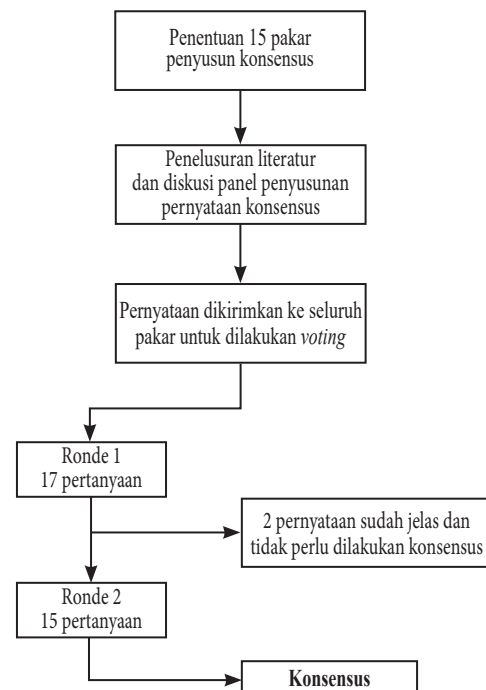 Penentuan 15 pakar
penyusun konsensus
Penelusuran literatur
dan diskusi panel penyusunan
pernyataan konsensus
Pernyataan dikirimkan ke seluruh
pakar untuk dilakukan voting
Ronde 1
17 pertanyaan
2 pernyataan sudah jelas dan
tidak perlu dilakukan konsensus
Ronde 2
15 pertanyaan
Konsensus